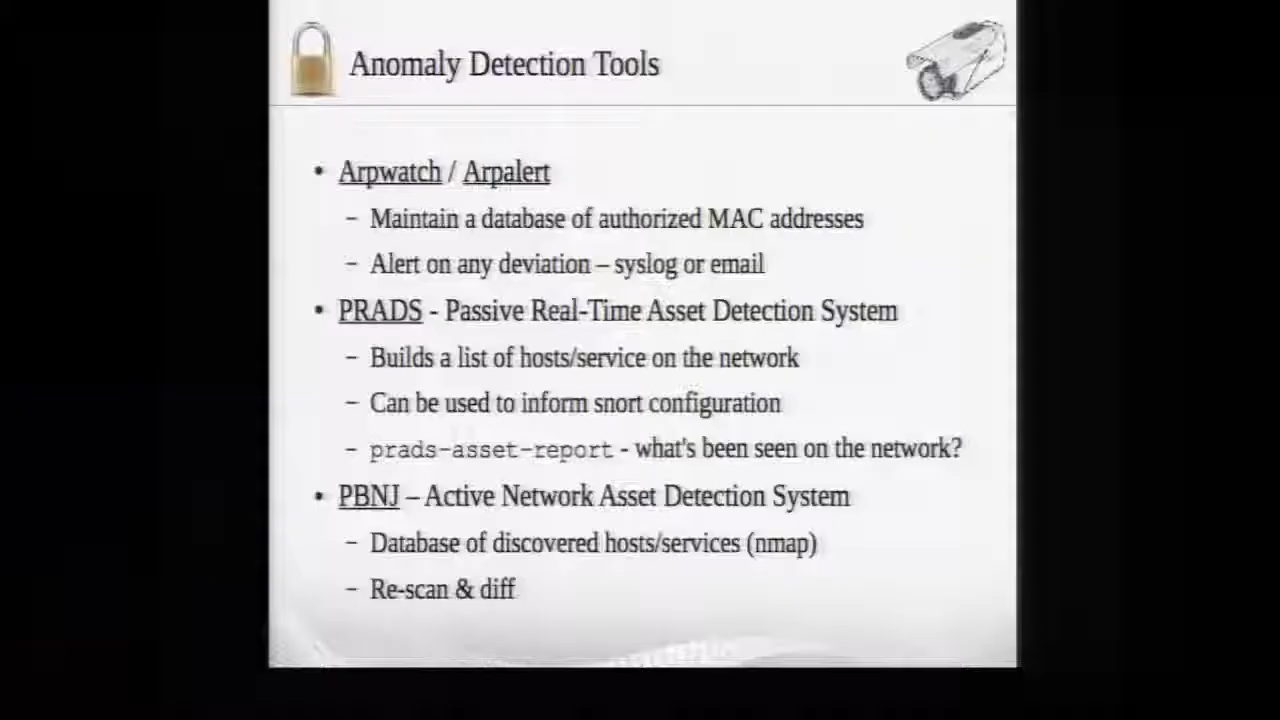 Anomaly Detection Tools
• Arpwatch / Arpalert
– Maintain a database of authorized MAC addresses
– Alert on any deviation – syslog or email
• PRADS - Passive Real-Time Asset Detection System
– Builds a list of hosts/service on the network
– Can be used to inform snort configuration
– prads-asset-report - what's been seen on the network?
• PBNJ – Active Network Asset Detection System
– Database of discovered hosts/services (nmap)
– Re-scan & diff